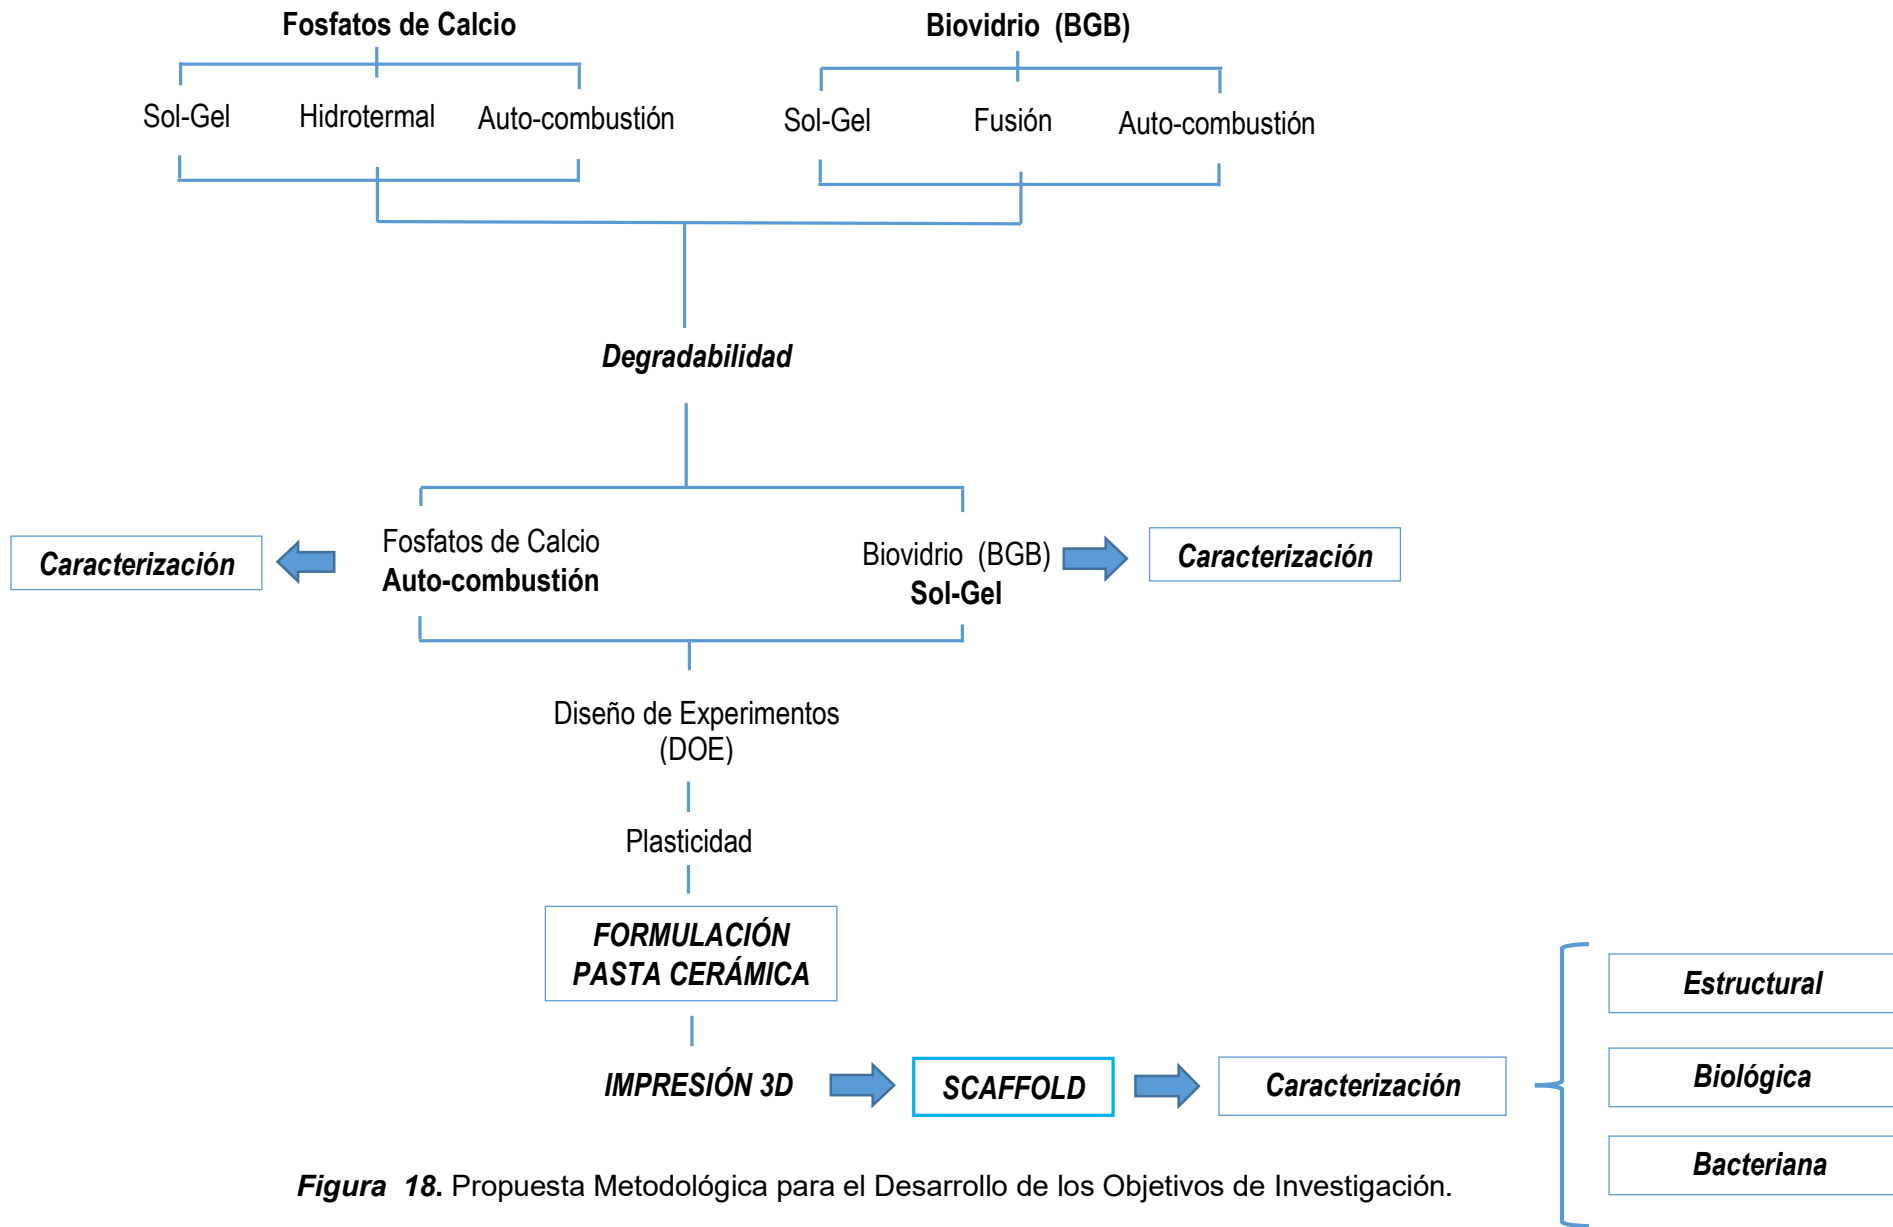 Fosfatos de Calcio
Biovidrio (BGB)
Sol-Gel
Hidrotermal
Auto-combustión
Sol-Gel
Fusión
Auto-combustión
Degradabilidad
Caracterización
Fosfatos de Calcio
Auto-combustión
Biovidrio (BGB)
Sol-Gel
Caracterización
Diseño de Experimentos
(DOE)
Plasticidad
FORMULACIÓN
PASTA CERÁMICA
IMPRESIÓN 3D
SCAFFOLD
Caracterización
Estructural
Biológica
Bacteriana
Figura 18. Propuesta Metodológica para el Desarrollo de los Objetivos de Investigación.